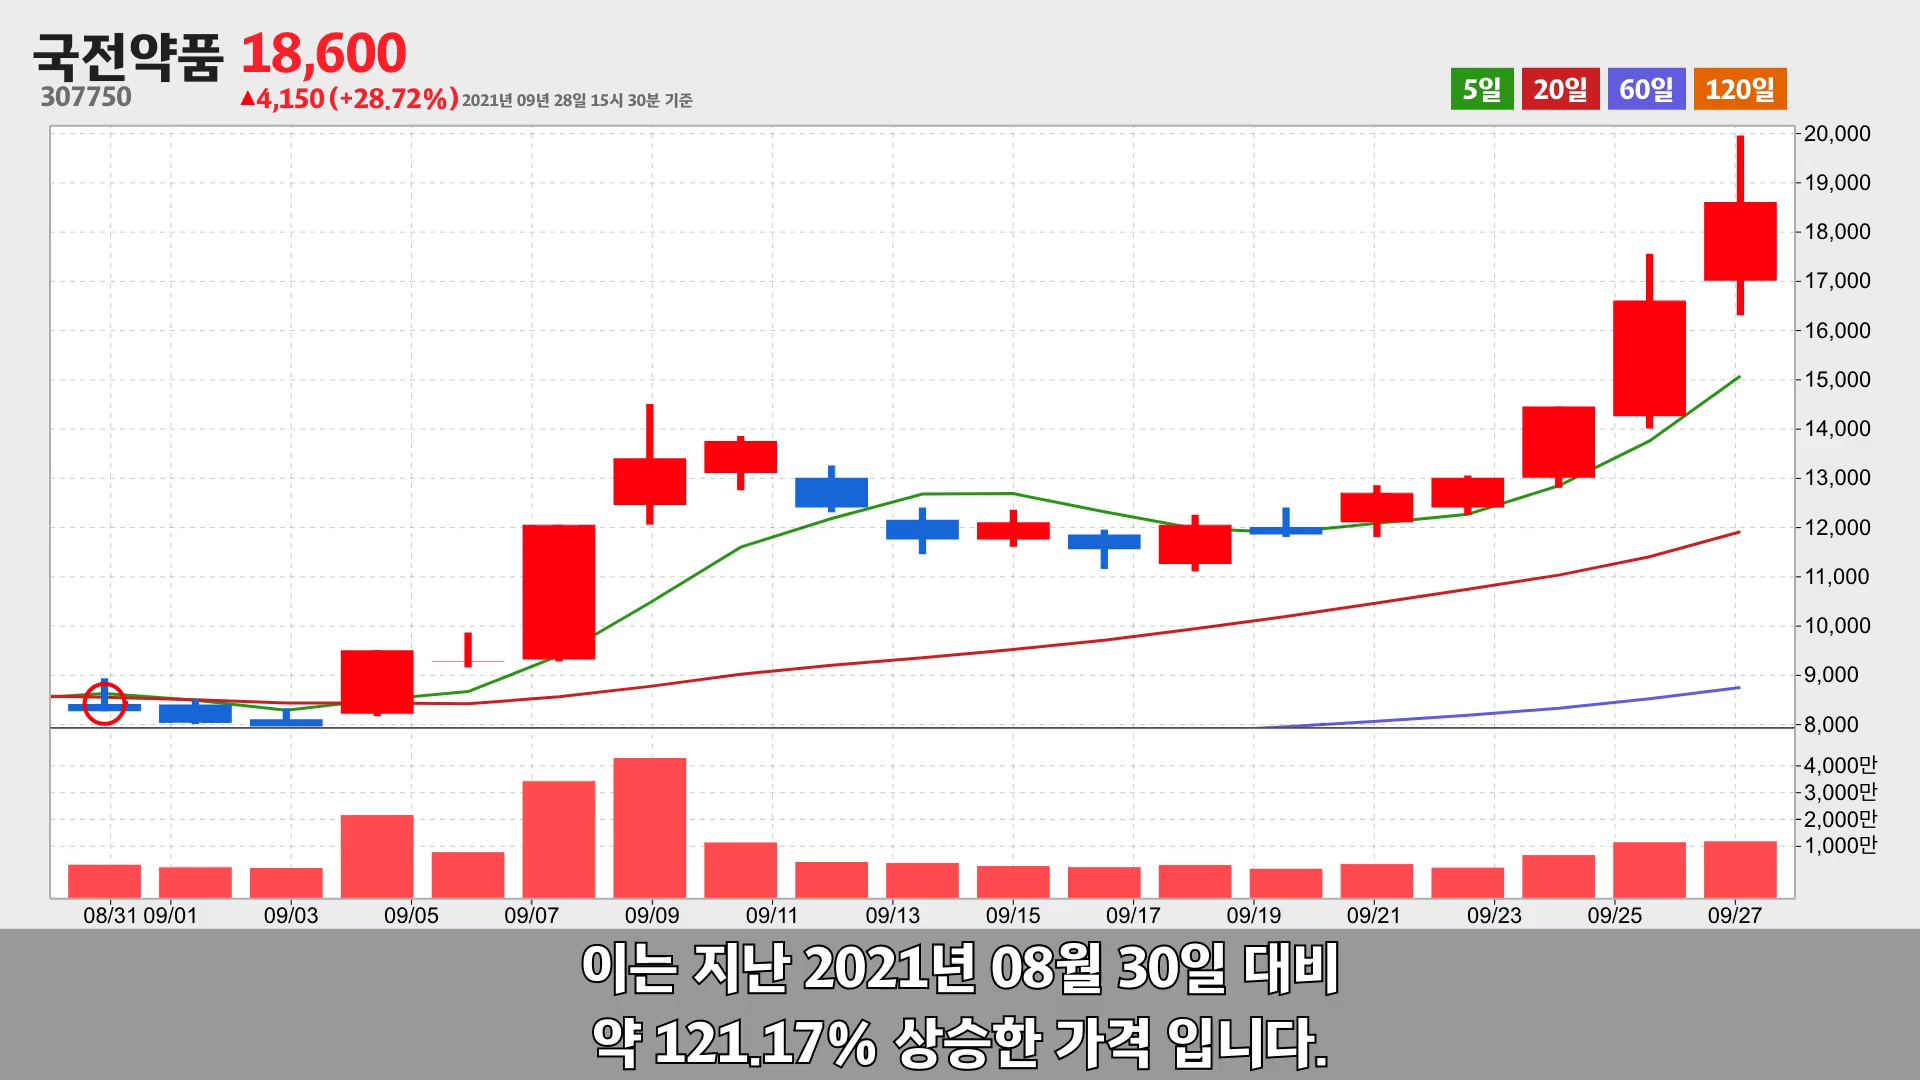 국전약품 18,600
307750
▲4,150 (+28.72%) 2021년 09년 28일 15시 30분 기준
5일 20일 60일 120일
20,000
19,000
18,000
17,000
16,000
15,000
14,000
13,000
12,000
11,000
10,000
9,000
8,000
4,000만
3,000만
2,000만
1,000만
08/31 09/01 09/03 09/05 09/07 09/09 09/11 09/13 09/15 09/17 09/19 09/21 09/23 09/25 09/27
이는 지난 2021년 08월 30일 대비
약 121.17% 상승한 가격 입니다.